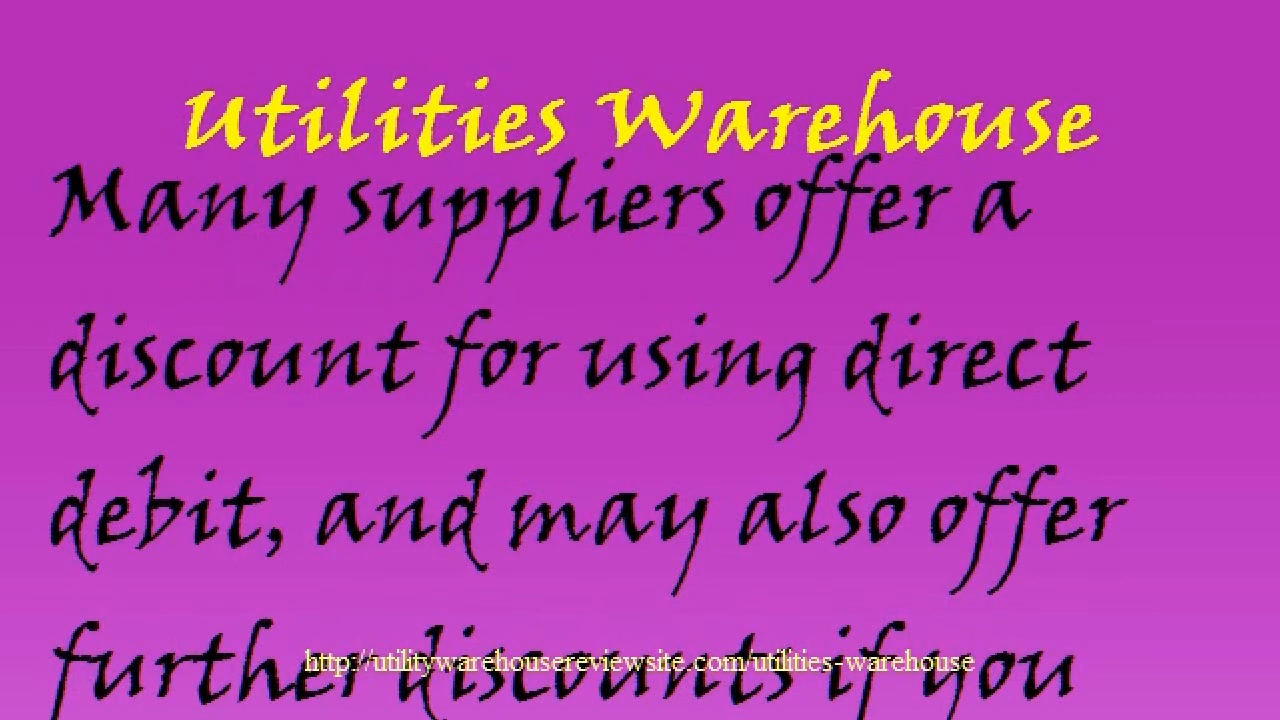 Utilities Warehouse
Many suppliers offer a
discount for using direct
debit, and may also offer
further discounts if you
http://utilitywarehousereviewsite.com/utilities-warehouse